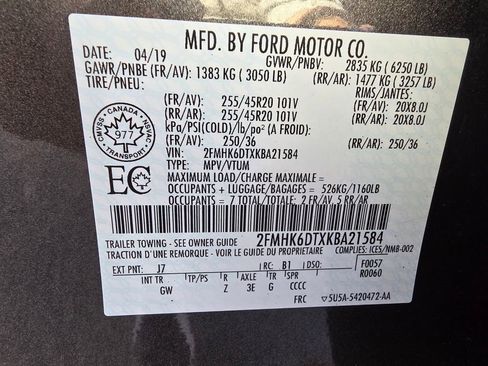 MFD. BY FORD MOTOR CO.
DATE: 04/19 GVWR/PNBV: 2835 KG ( 6250 LB)
GAWR/PNBE (FR/AV): 1383 KG ( 3050 LB) (RR/AR): 1477 KG ( 3257 LB)
TIRE/PNEU: RIMS/JANTES:
(FR/AV): 255/45R20 101V (FR/AV): 20X8.0J
(RR/AR): 255/45R20 101V (RR/AR): 20X8.0J
kPa/PSI(COLD)/lb/po² (A FROID):
(FR/AV): 250/36 (RR/AR): 250/36
VIN: 2FMHK6DTXKBA21584
TYPE: MPV/VTUM
MAXIMUM LOAD/CHARGE MAXIMALE =
OCCUPANTS + LUGGAGE/BAGAGES = 526KG/1160LB
OCCUPANTS = 7 TOTAL/TOTAL: 2 FR/AV, 5 RR/AR
CANADA
CMVSS NSVAC
977
TRANSPORT
EC
2FMHK6DTXKBA21584
TRAILER TOWING - SEE OWNER GUIDE
TRACTION D'UNE REMORQUE - VOIR GUIDE DU PROPRIETAIRE COMPLIES: ICES/NMB-002
EXT PNT: J7 RC: B1 DSO: F0057
R0060
INT TR TP/PS R AXLE TR SPR
GW Z 3E G CCCC
FRC 5U5A-5420472-AA